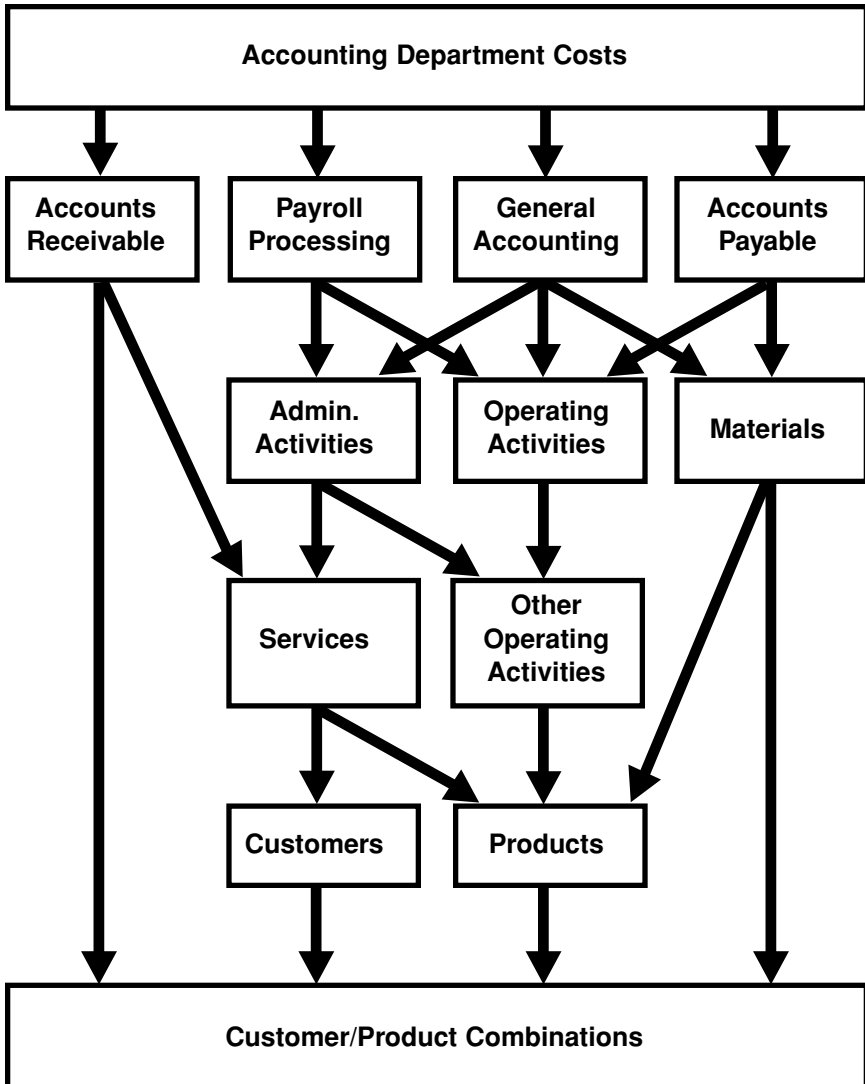 Accounting Department Costs
Accounts
Receivable
Payroll
Processing
General
Accounting
Accounts
Payable
Admin.
Activities
Operating
Activities
Materials
Services
Other
Operating
Activities
Customers
Products
Customer/Product Combinations